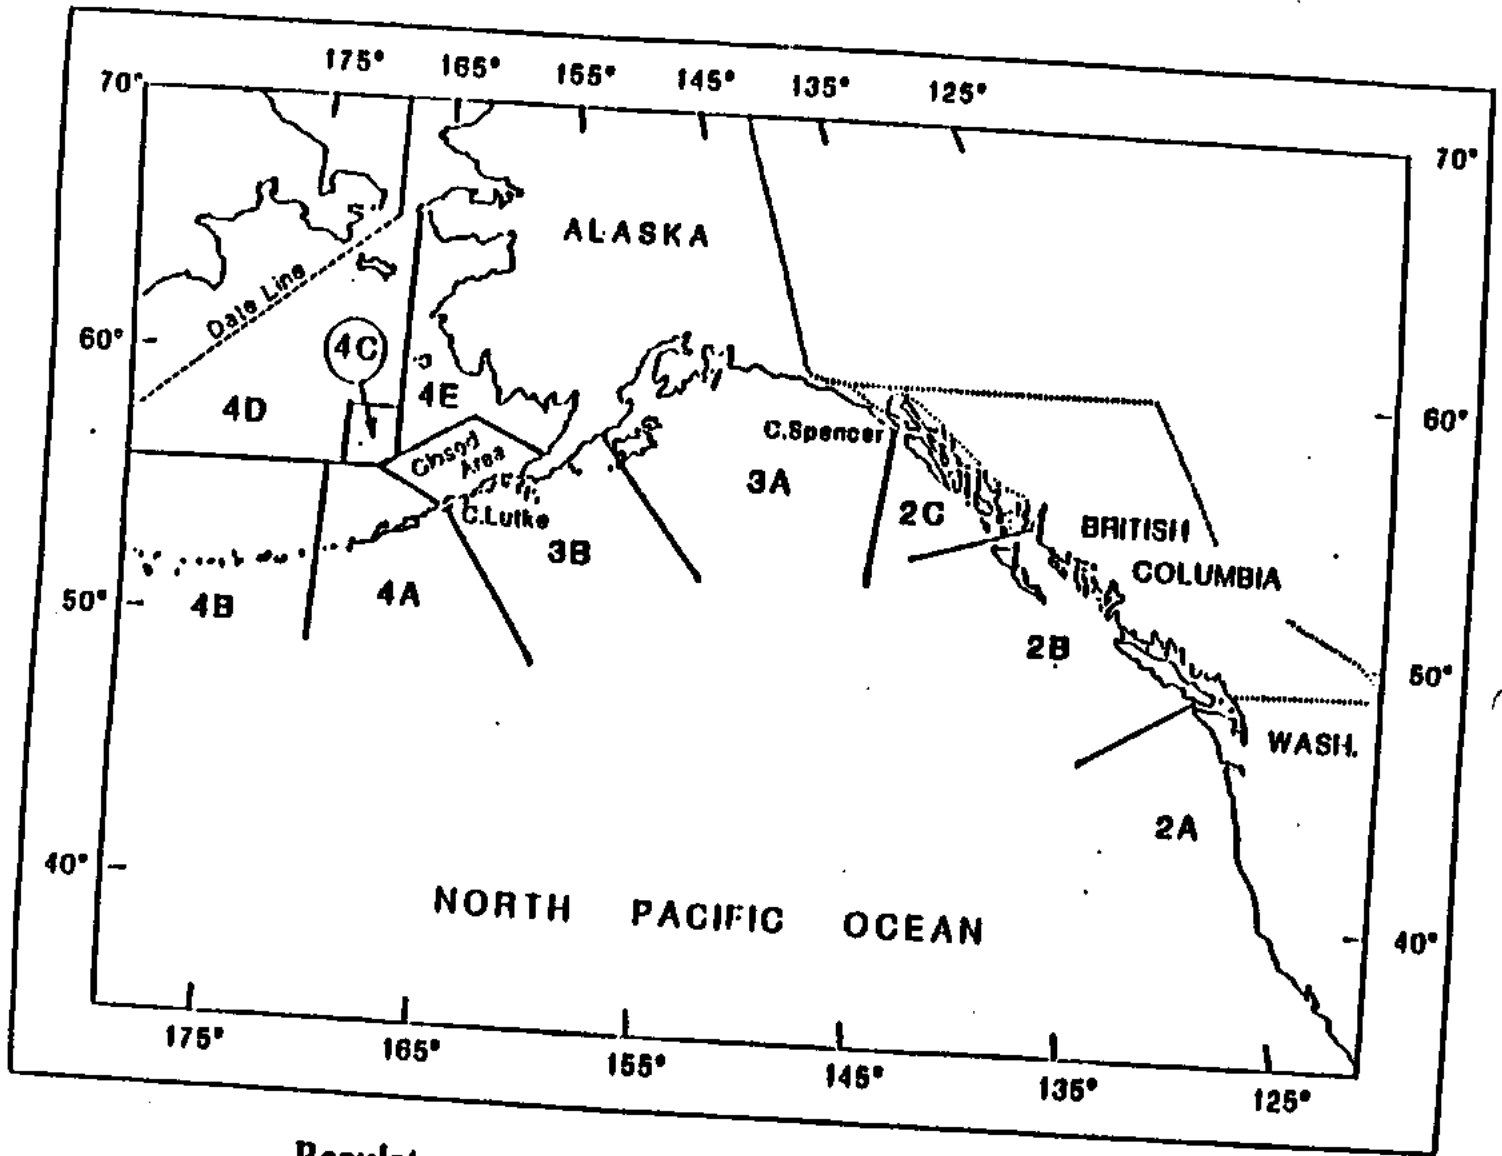 175° 165° 155° 145° 135° 125°
70°
70°
ALASKA
Date Line
60°
4C
4D
4E
60°
C.Spencer
Closed
Area
3A
2C
C.Lutke
3B
BRITISH
COLUMBIA
50°
4B
4A
2B
50°
WASH.
2A
40°
NORTH PACIFIC OCEAN
40°
175° 165° 155° 145° 135° 125°